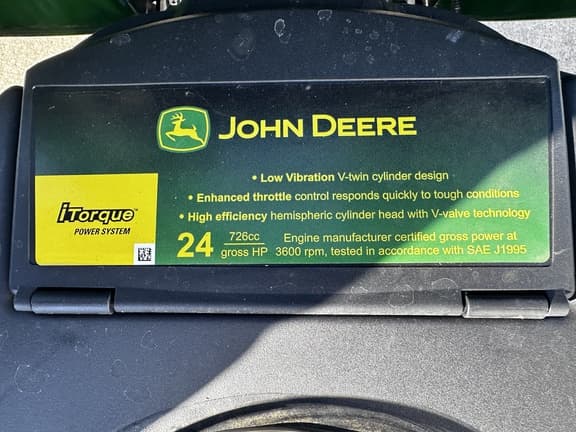 JOHN DEERE
• Low Vibration V-twin cylinder design
• Enhanced throttle control responds quickly to tough conditions
• High efficiency hemispheric cylinder head with V-valve technology
iTorque™
POWER SYSTEM
24 726cc
gross HP
Engine manufacturer certified gross power at
3600 rpm, tested in accordance with SAE J1995